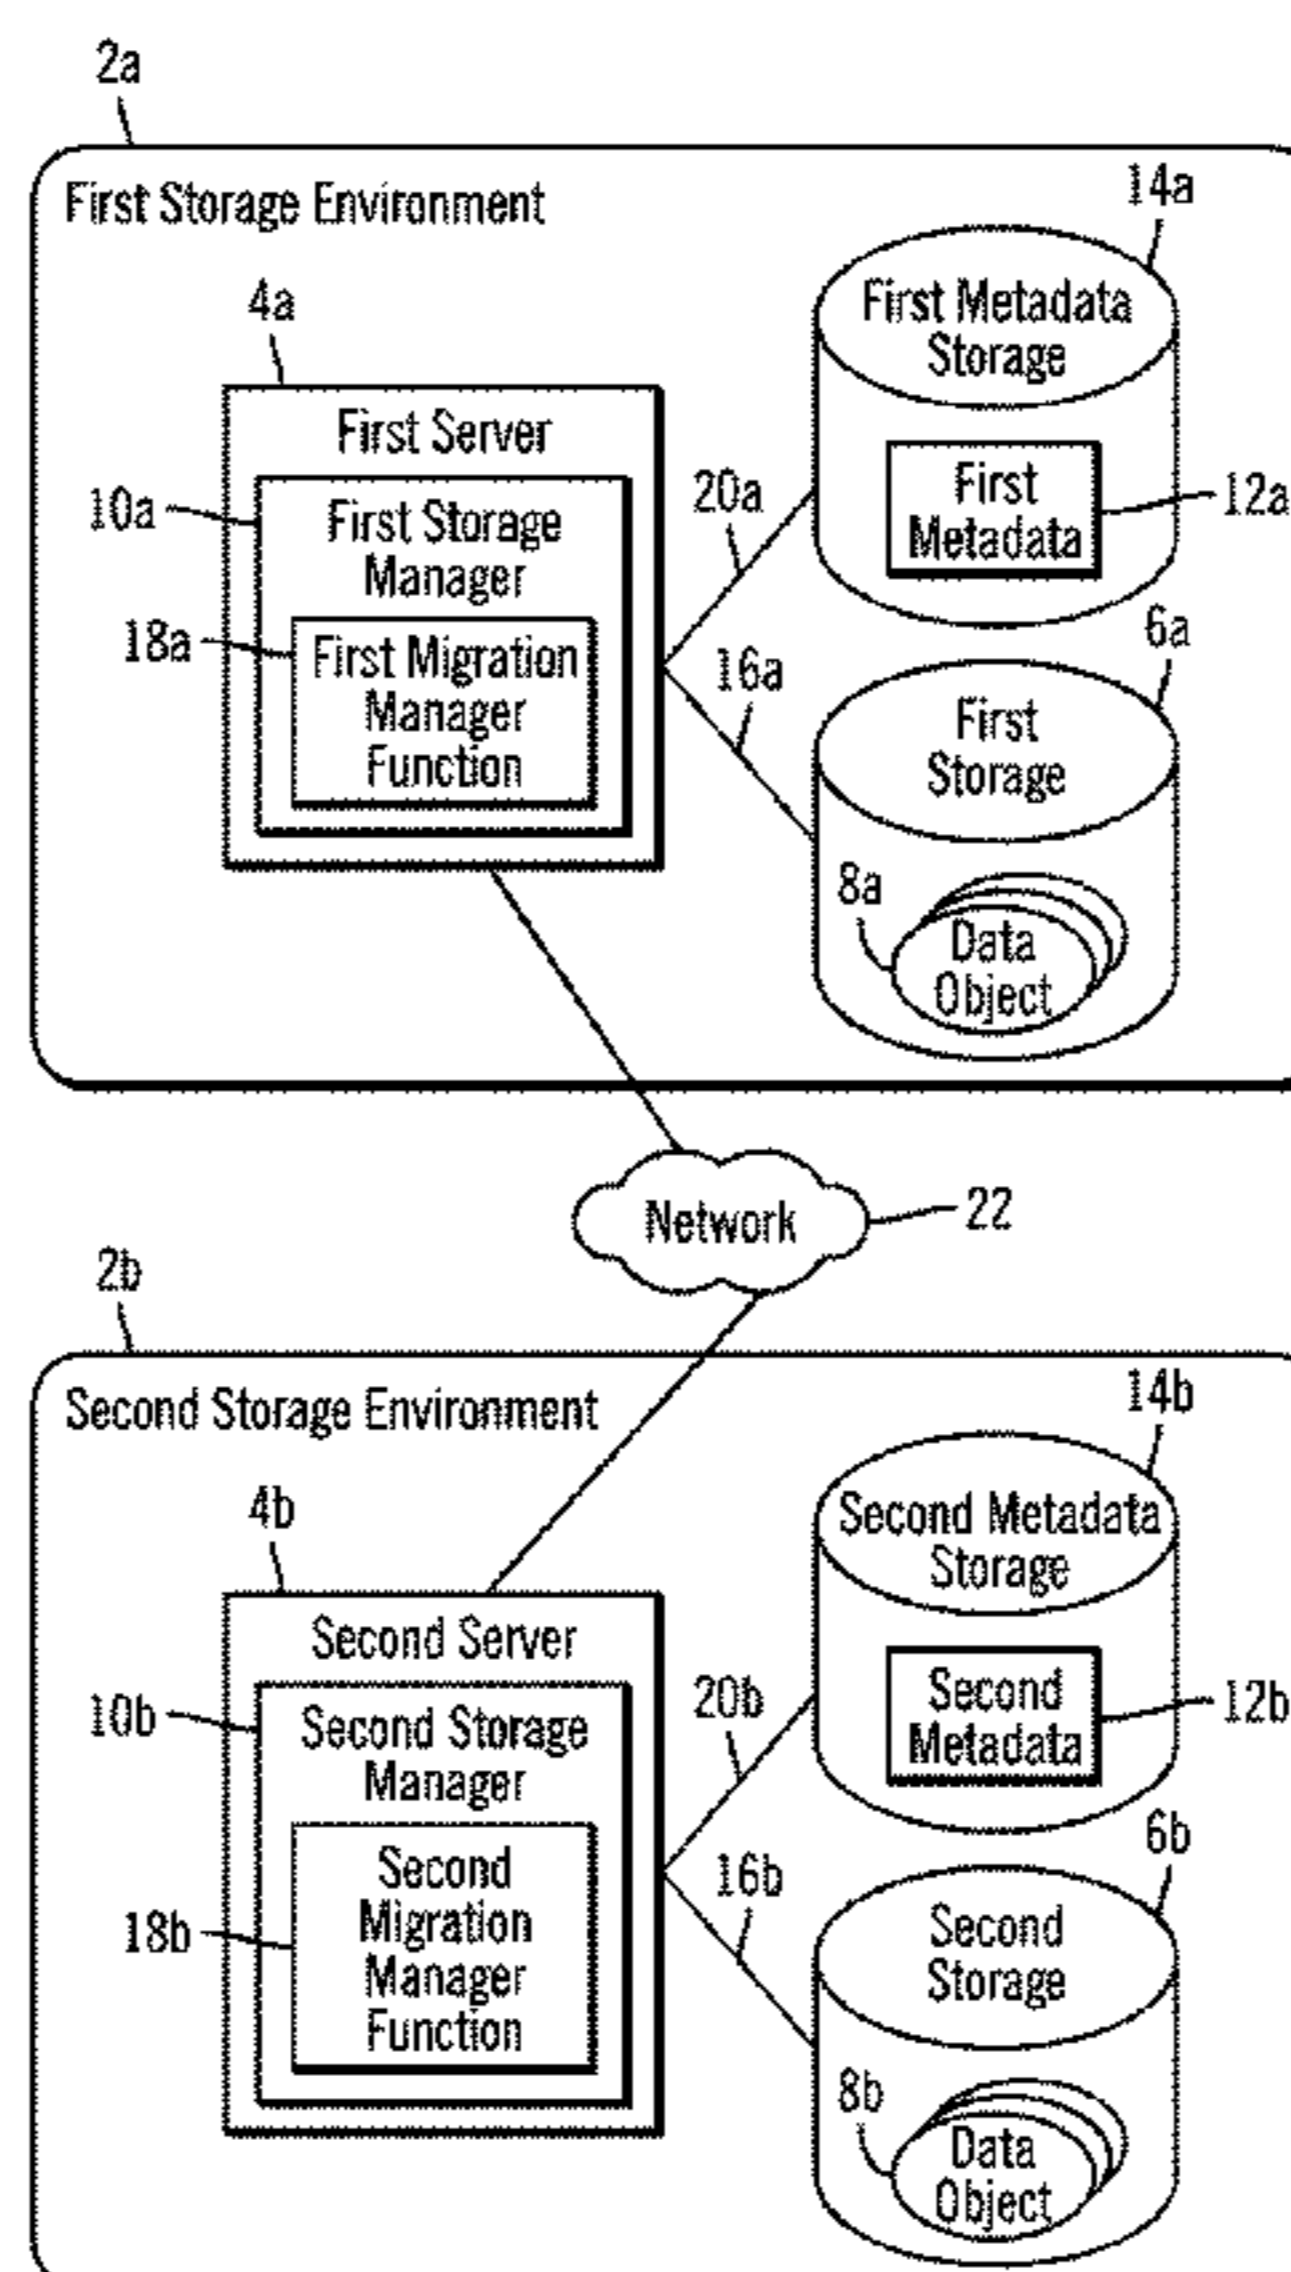 2a
First Storage Environment
14a
First Metadata
Storage
4a
First Server
10a
First Storage
Manager
20a
First
Metadata
12a
18a
First Migration
Manager
Function
16a
6a
First
Storage
8a
Data
Object
Network
22
2b
Second Storage Environment
14b
Second Metadata
Storage
4b
Second Server
10b
Second Storage
Manager
20b
Second
Metadata
12b
18b
Second
Migration
Manager
Function
16b
6b
Second
Storage
8b
Data
Object